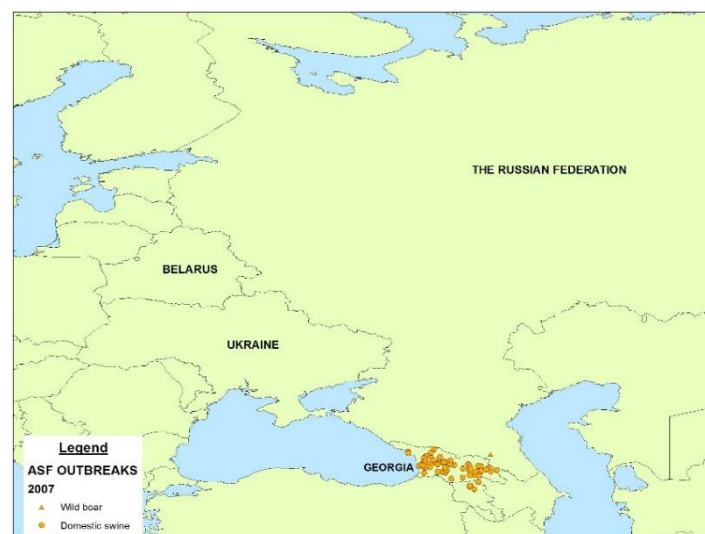 THE RUSSIAN FEDERATION
BELARUS
UKRAINE
GEORGIA
Legend
ASF OUTBREAKS
2007
Wild boar
Domestic swine